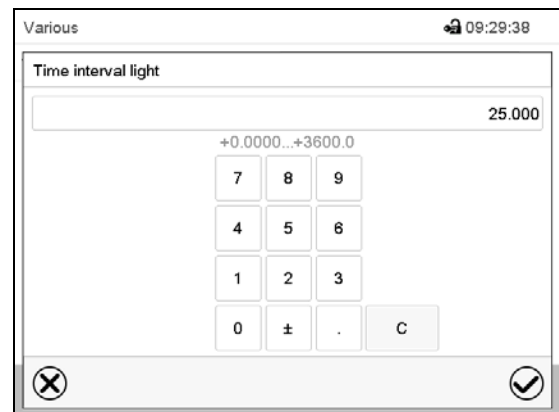 Various 09:29:38
Time interval light
25.000
+0.0000...+3600.0
7 8 9
4 5 6
1 2 3
0 ± . C